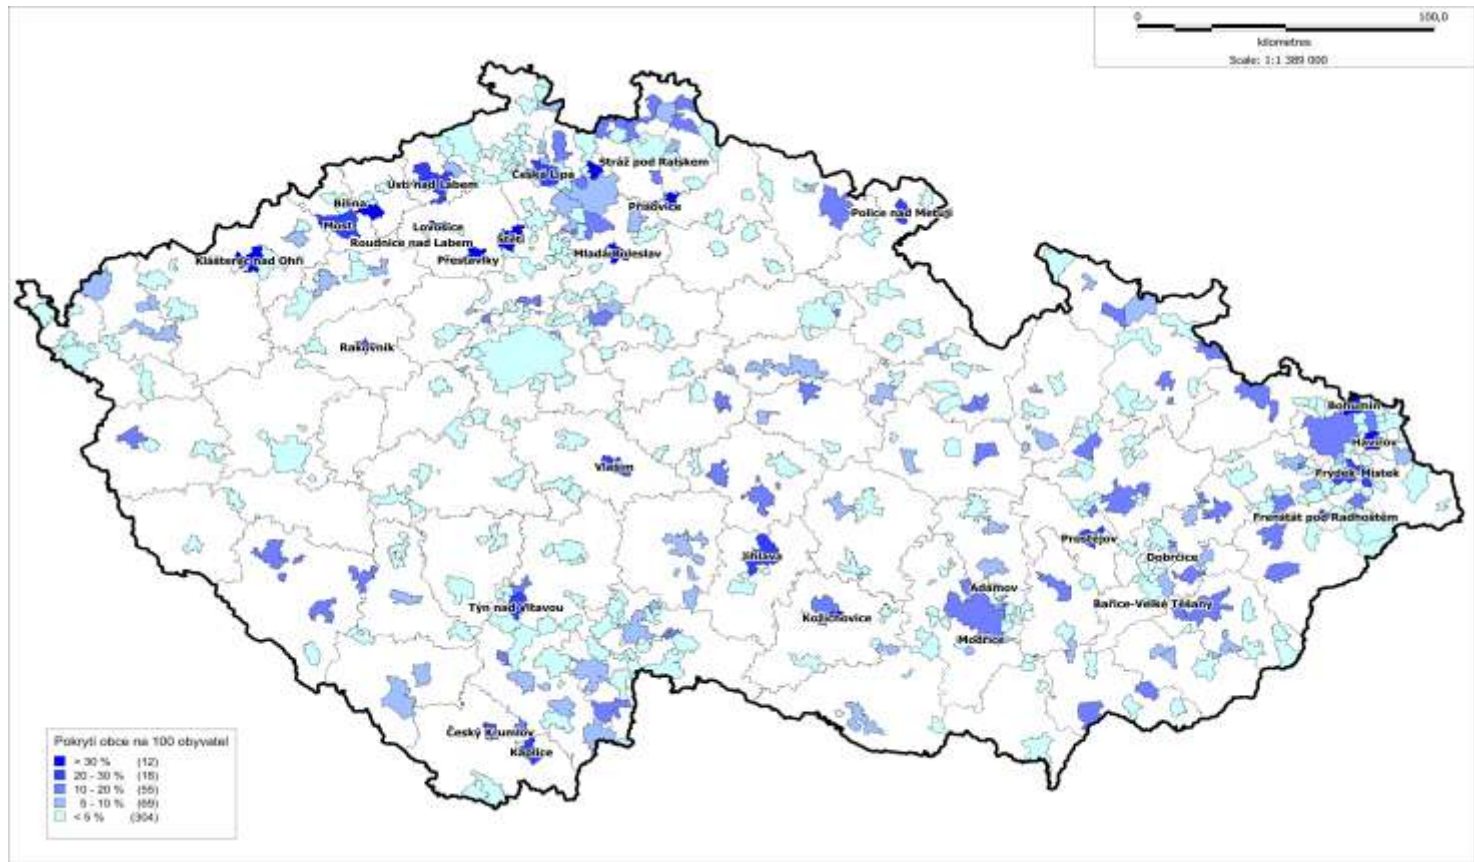 0 100,0
kilometres
Scale: 1:1 389 000
Stráž pod Ralskem
Česká Lípa
Ústí nad Labem
Bílina
Příšovice
Police nad Metují
Most
Lovosice
Roudnice nad Labem
Štětí
Mladá Boleslav
Klášterec nad Ohří
Přestavlky
Rakovník
Bohumín
Havířov
Vlašim
Frýdek-Místek
Frenštát pod Radhoštěm
Prostějov
Jihlava
Dobrčice
Adamov
Týn nad Vltavou
Bařice-Velké Těšany
Kožichovice
Modřice
Český Krumlov
Kaplice
Pokrytí obce na 100 obyvatel
> 30 % (12)
20 - 30 % (18)
10 - 20 % (55)
5 - 10 % (69)
< 5 % (304)